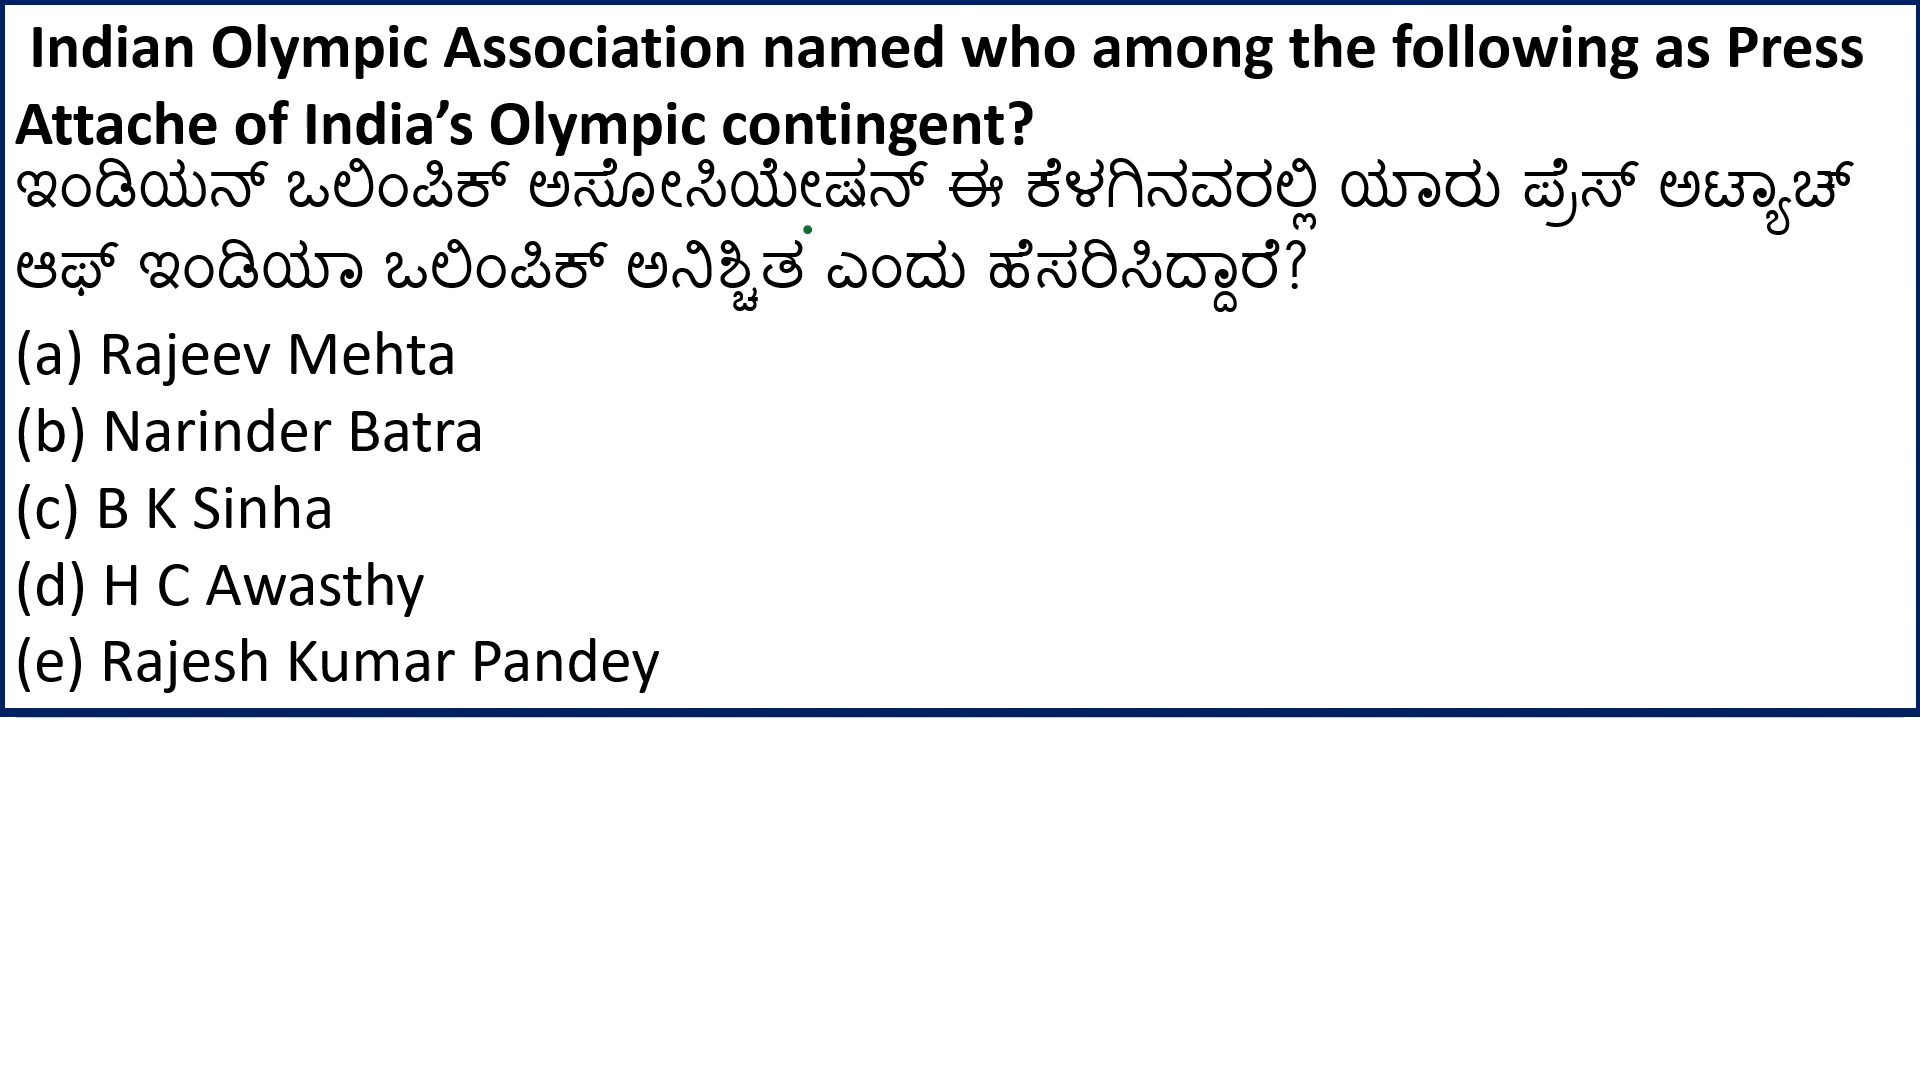 Indian Olympic Association named who among the following as Press
Attache of India’s Olympic contingent?
ಇಂಡಿಯನ್ ಒಲಿಂಪಿಕ್ ಅಸೋಸಿಯೇಷನ್ ಈ ಕೆಳಗಿನವರಲ್ಲಿ ಯಾರು ಪ್ರೆಸ್ ಅಟ್ಯಾಚ್
ಆಫ್ ಇಂಡಿಯಾ ಒಲಿಂಪಿಕ್ ಅನಿಶ್ಚಿತ ಎಂದು ಹೆಸರಿಸಿದ್ದಾರೆ?
(a) Rajeev Mehta
(b) Narinder Batra
(c) B K Sinha
(d) H C Awasthy
(e) Rajesh Kumar Pandey